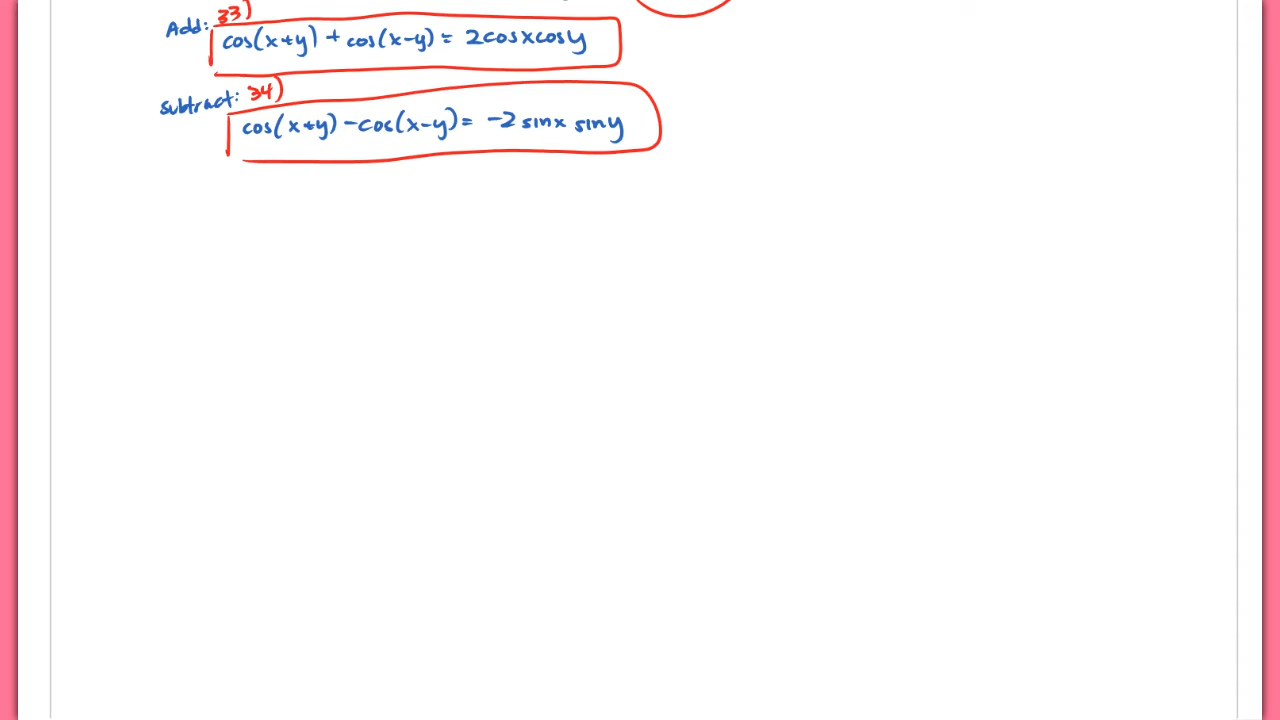 Add: 33)
cos(x+y) + cos(x-y) = 2cosxcosy
subtract: 34)
cos(x+y) - cos(x-y) = -2 sinx siny